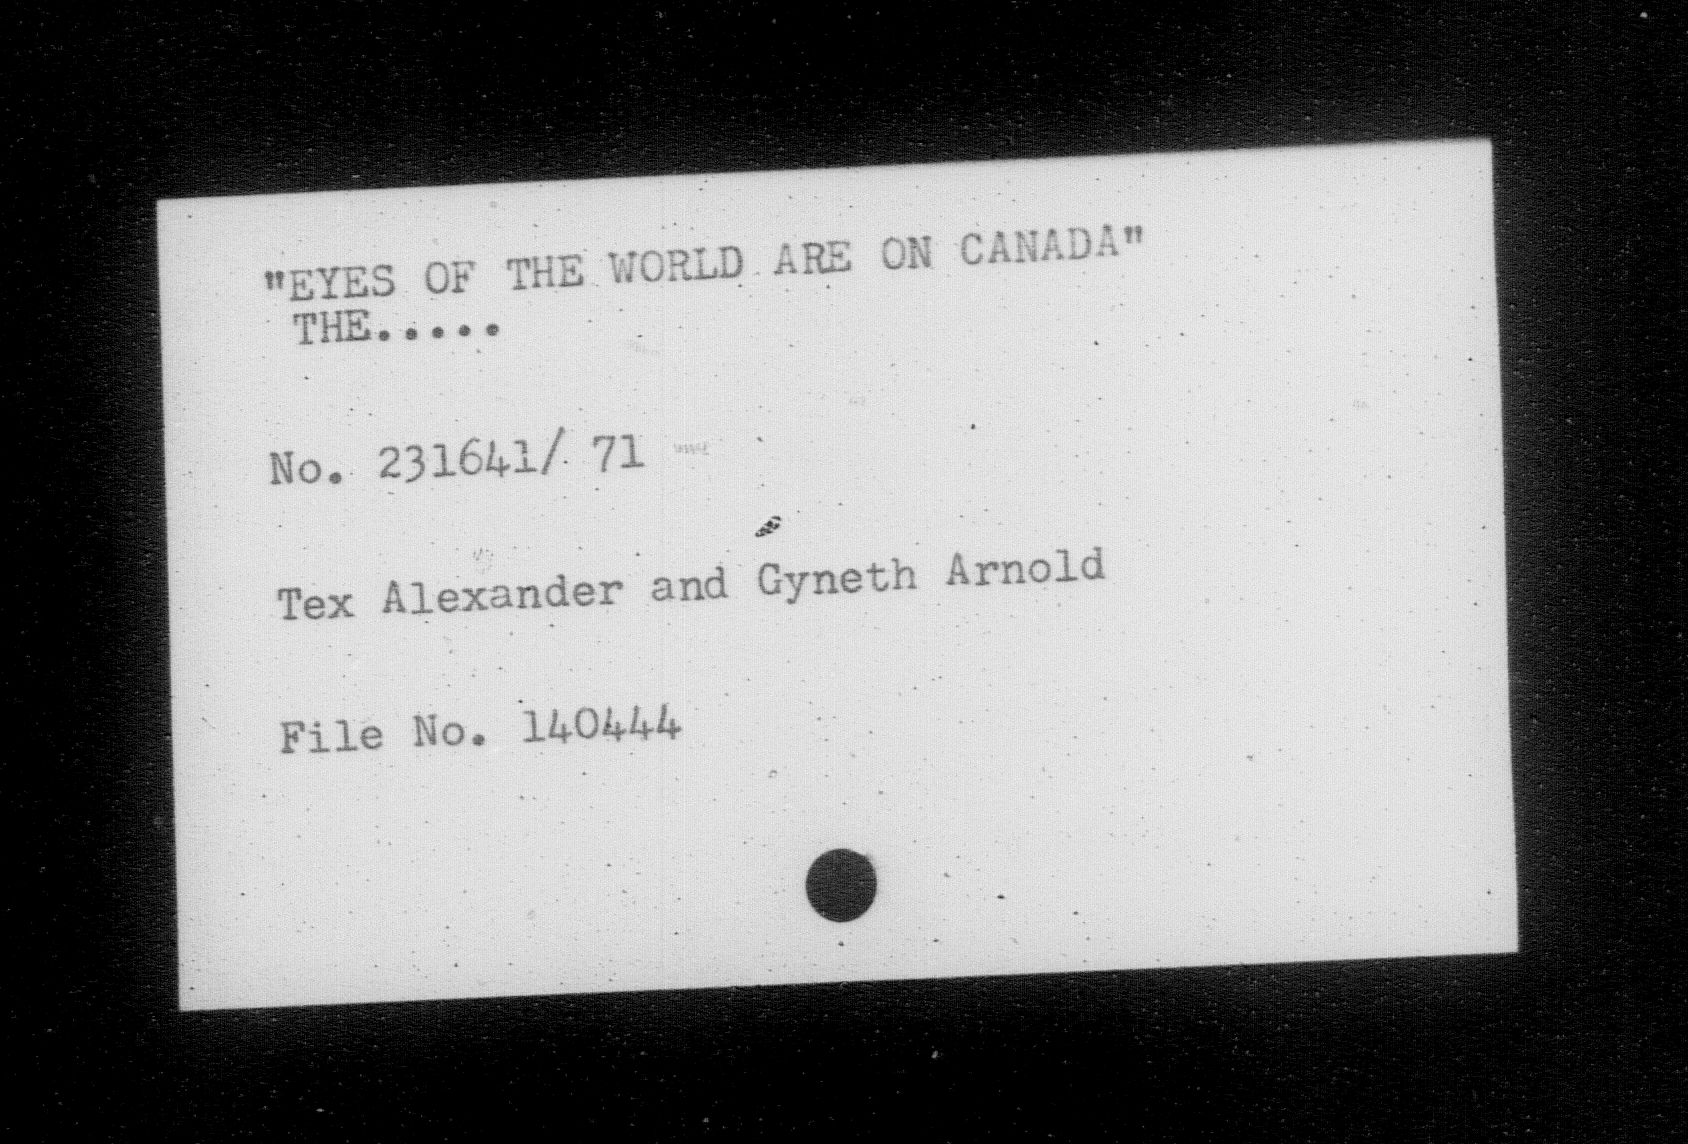 "EYES OF THE WORLD ARE ON CANADA"
THE.....
No. 231641/ 71
Tex Alexander and Gyneth Arnold
File No. 140444